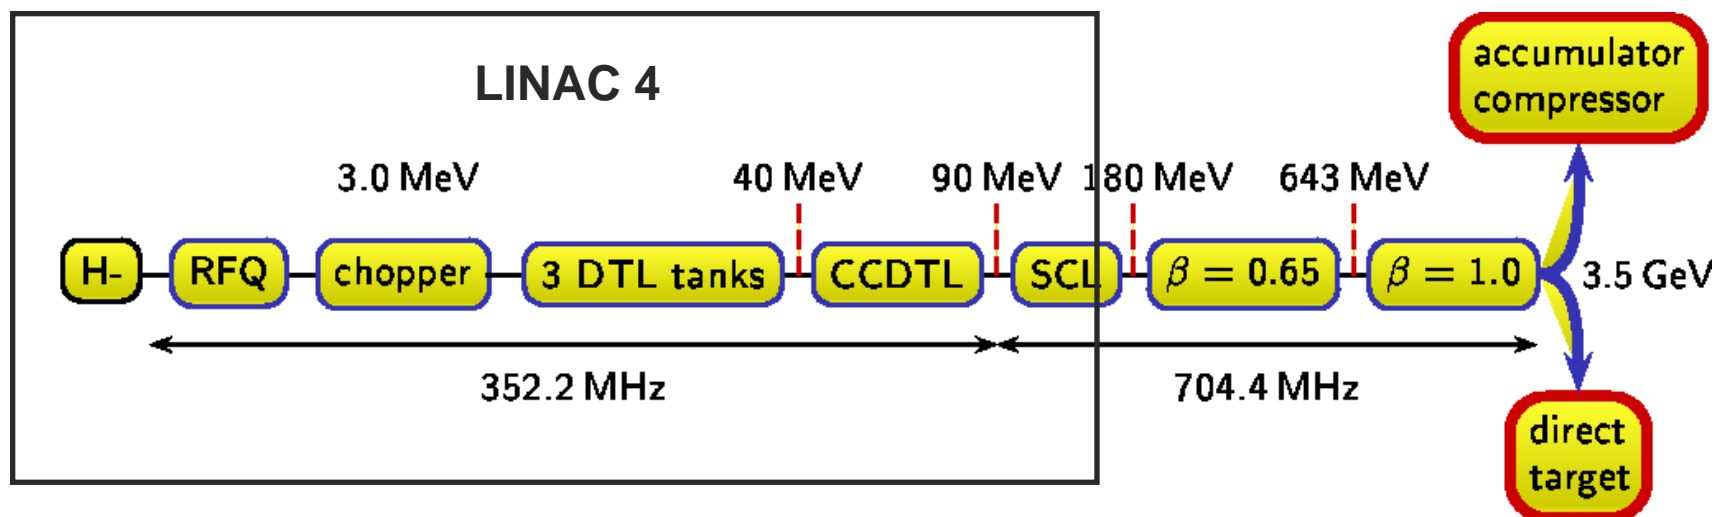 LINAC 4
accumulator
compressor
3.0 MeV
40 MeV
90 MeV
180 MeV
643 MeV
H-
RFQ
chopper
3 DTL tanks
CCDTL
SCL
β = 0.65
β = 1.0
3.5 GeV
352.2 MHz
704.4 MHz
direct
target